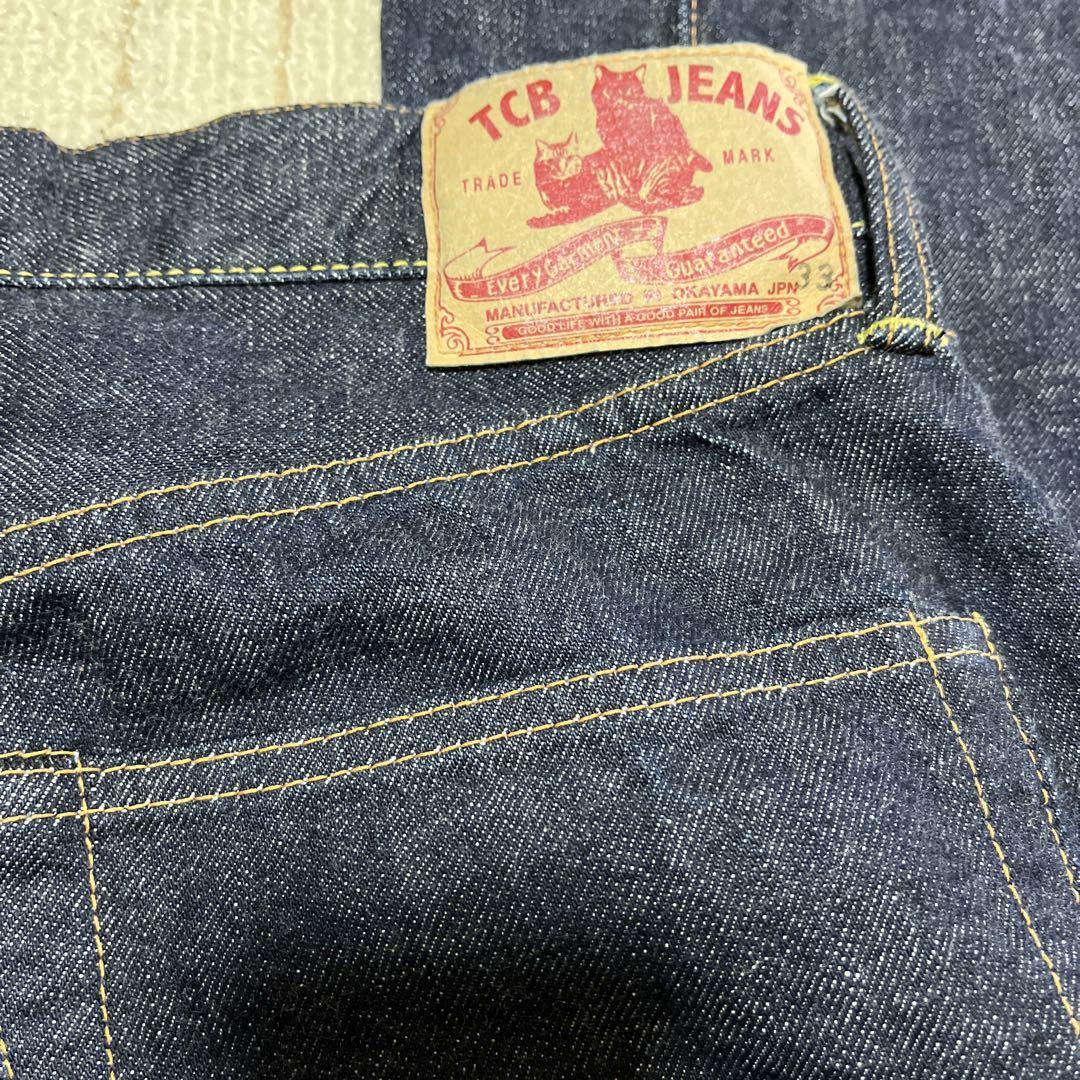 TCB JEANS
TRADE MARK
Every Garment Guaranteed
MANUFACTURED IN OKAYAMA JPN 33
GOOD LIFE WITH A GOOD PAIR OF JEANS